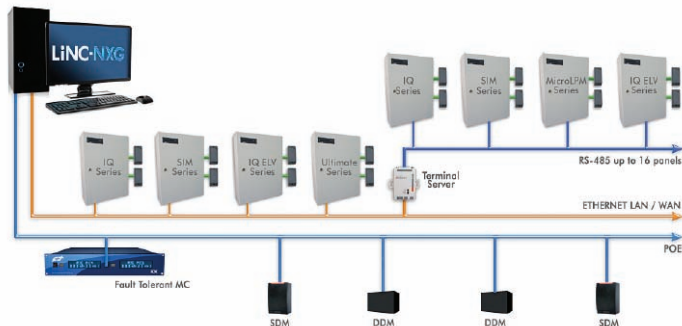 LiNC-NXG
IQ
Series
SIM
Series
MicroLPM
Series
IQ ELV
Series
RS-485 up to 16 panels
IQ
Series
SIM
Series
IQ ELV
Series
Ultimate
Series
Terminal
Server
ETHERNET LAN / WAN
POE
Fault Tolerant MC
SDM
DDM
DDM
SDM